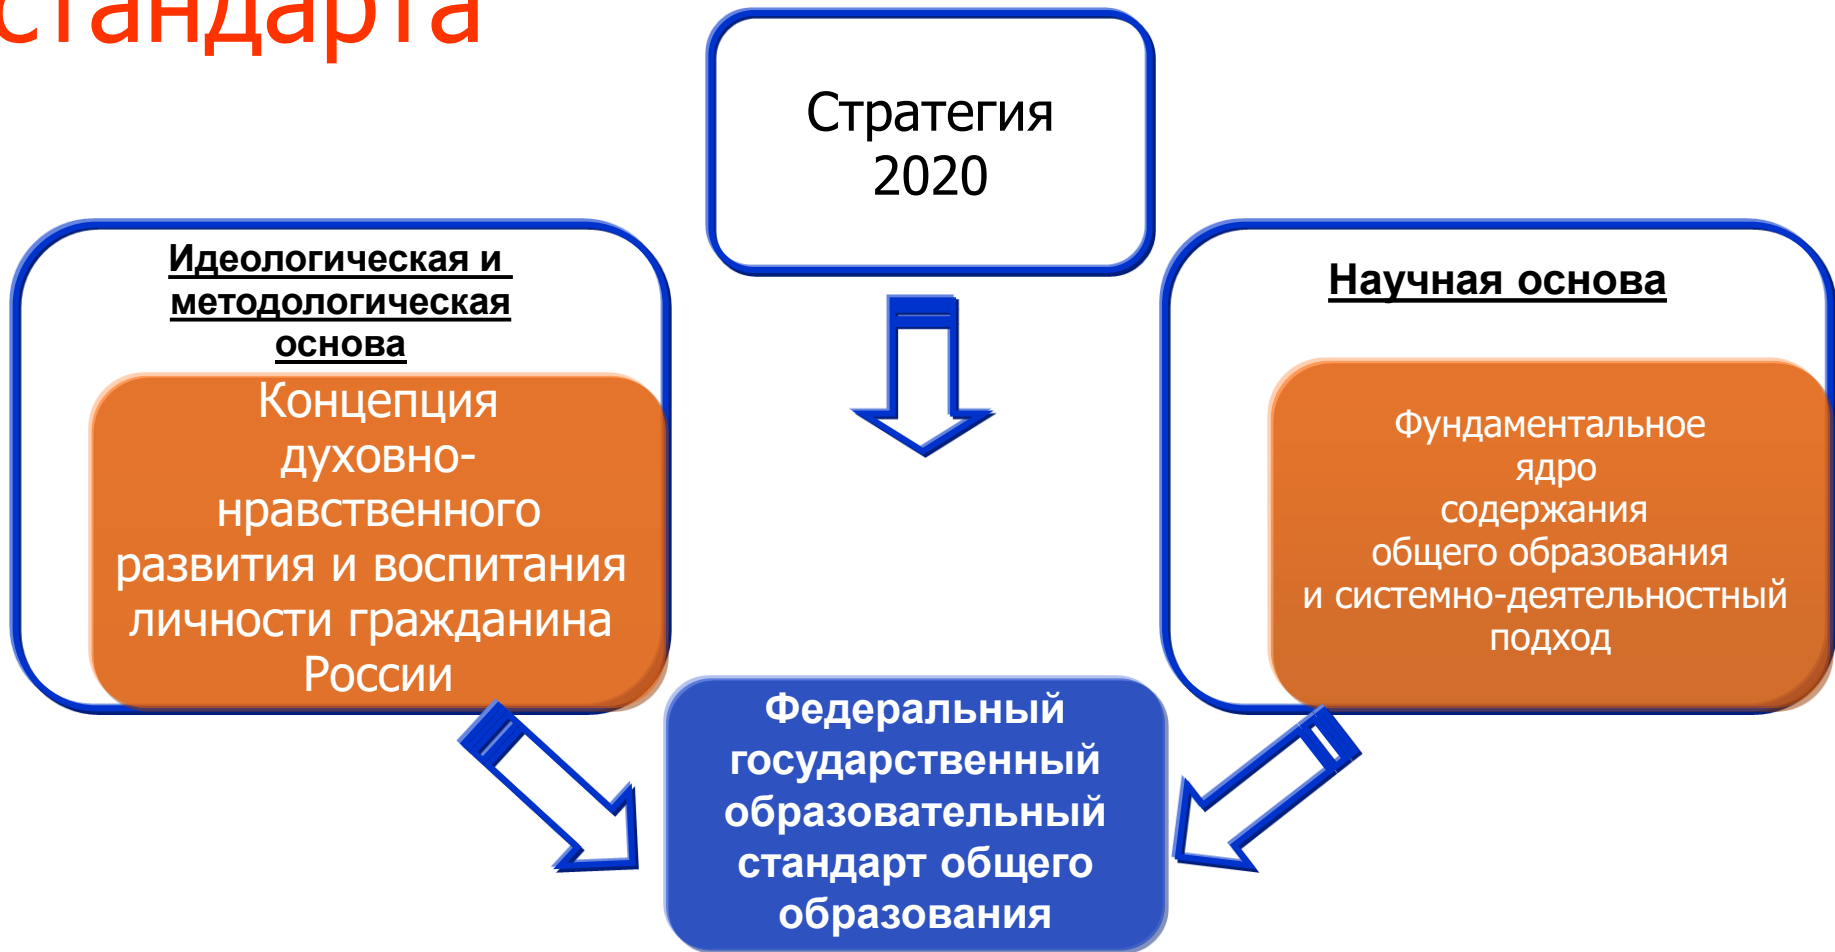 стандарта
Стратегия
2020
Идеологическая и
методологическая
основа
Концепция
духовно-
нравственного
развития и воспитания
личности гражданина
России
Научная основа
Фундаментальное
ядро
содержания
общего образования
и системно-деятельностный
подход
Федеральный
государственный
образовательный
стандарт общего
образования